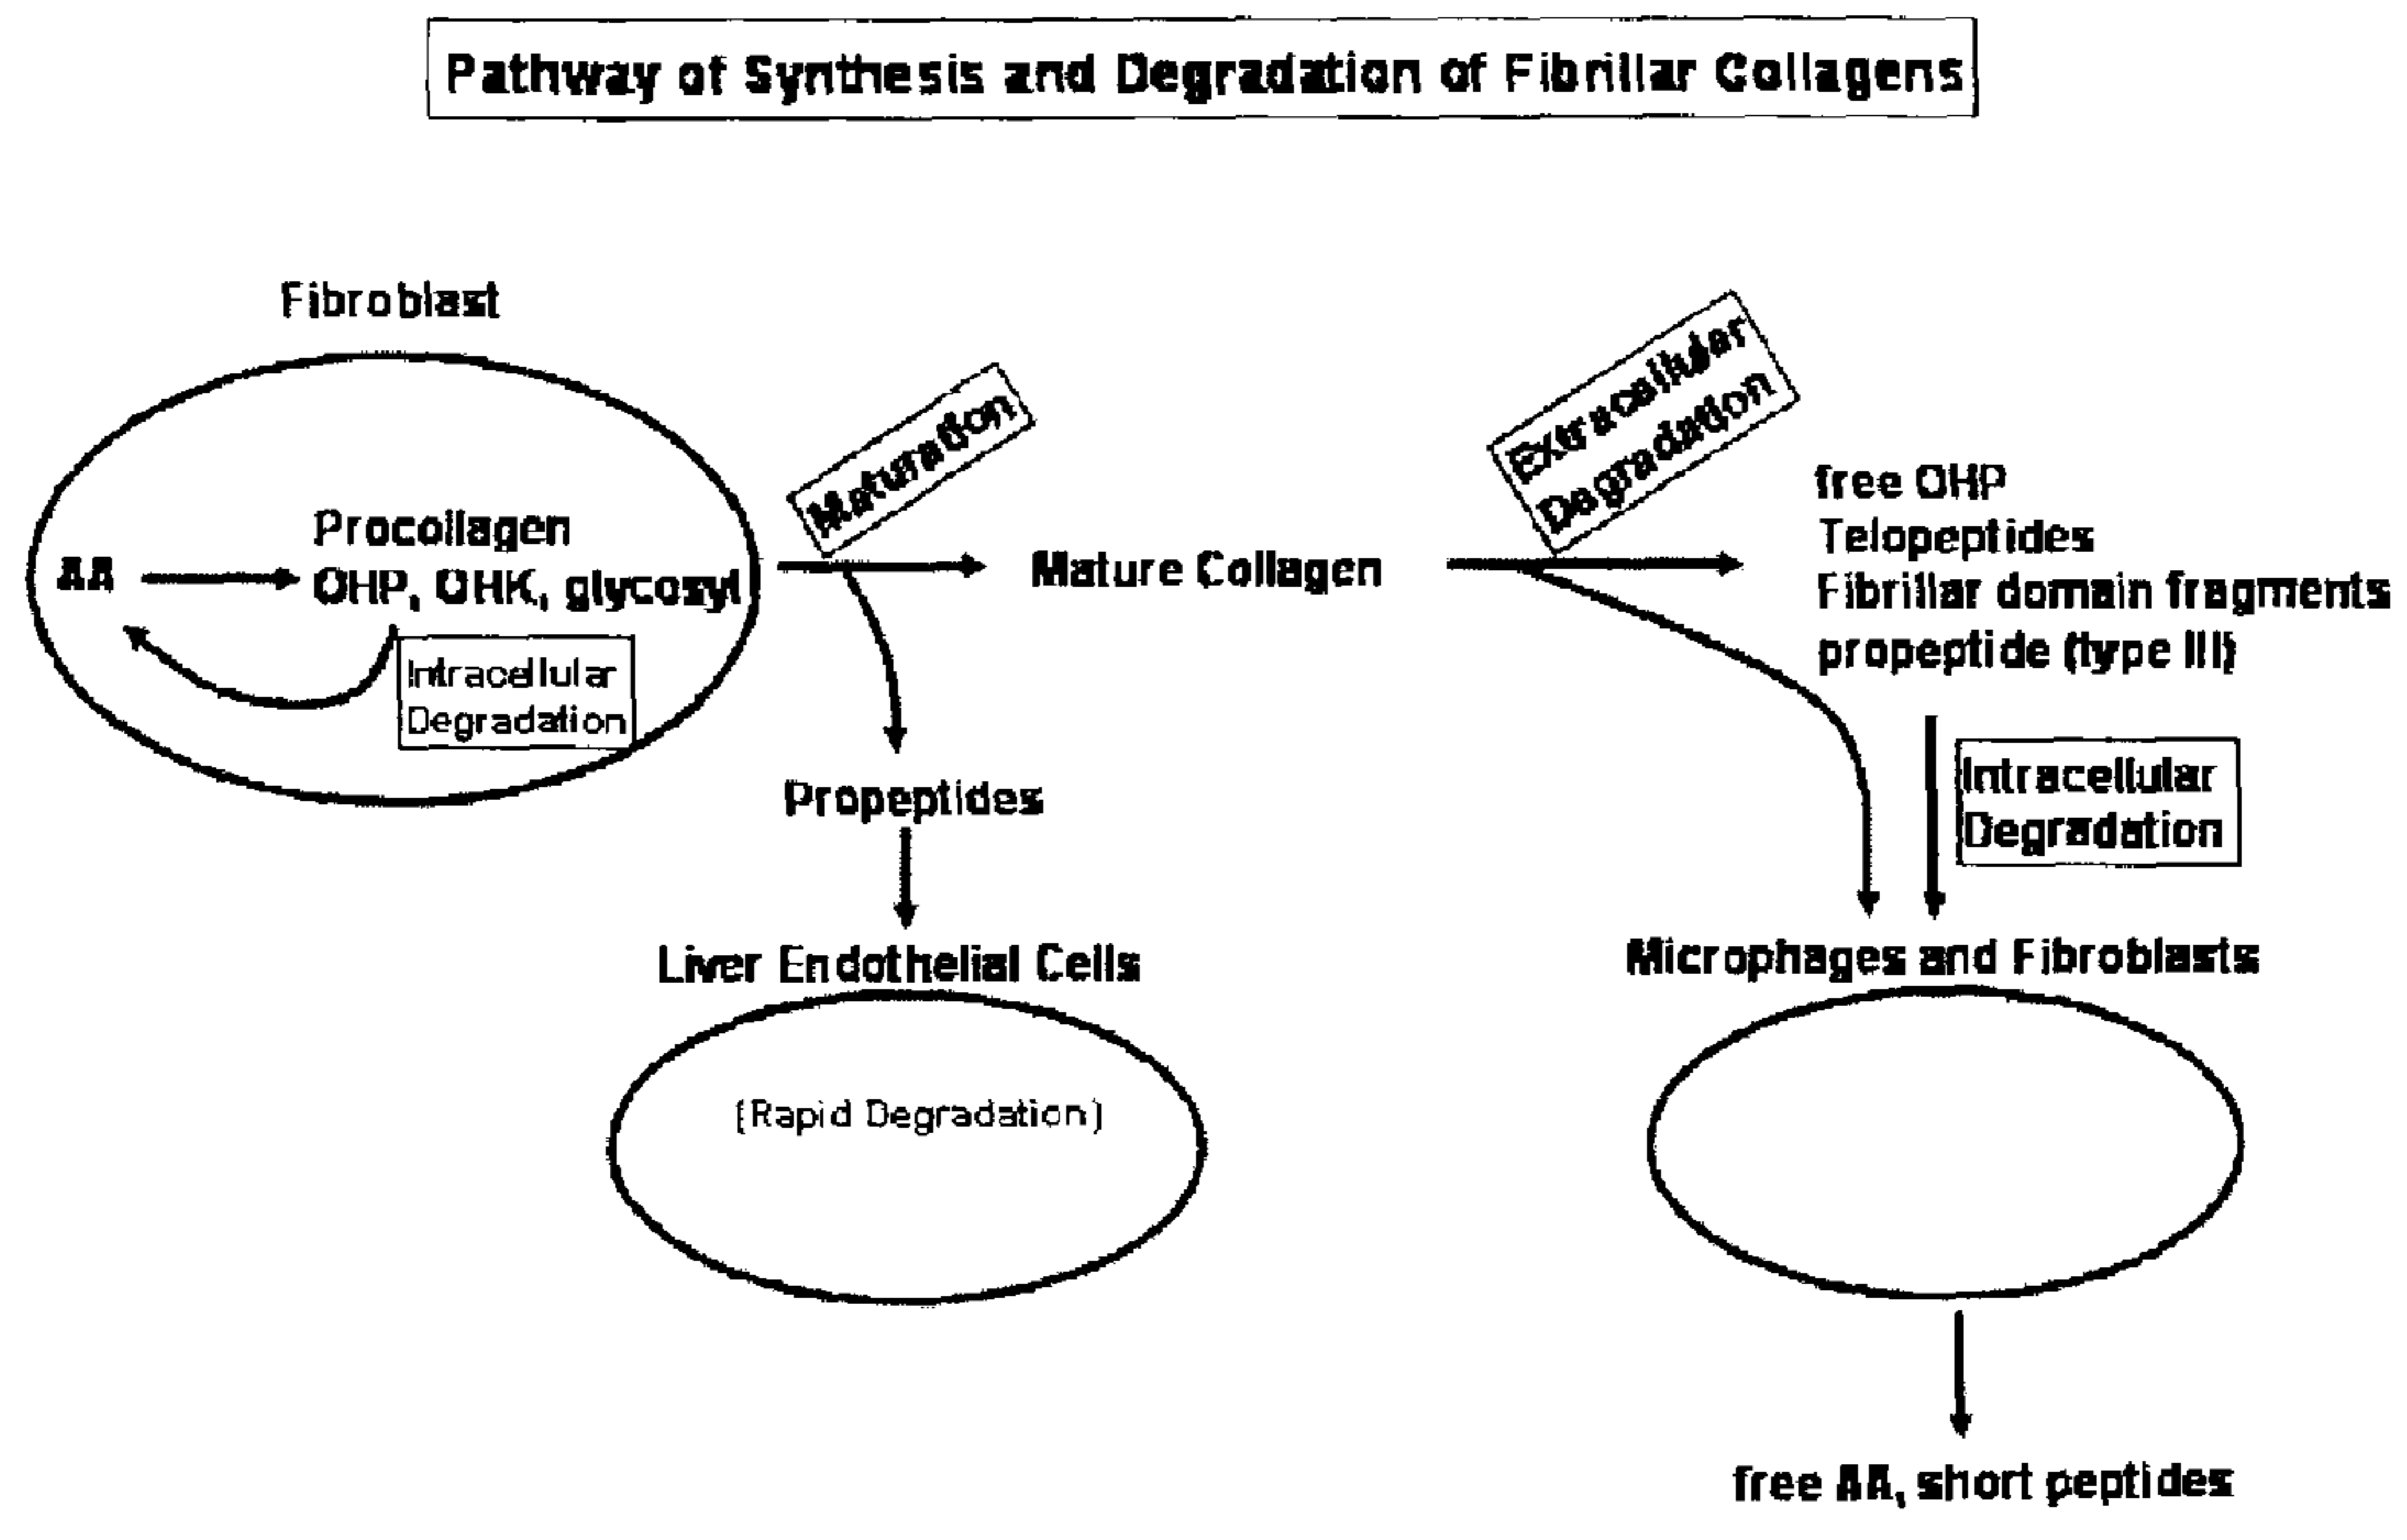 Pathway of Synthesis and Degradation of Fibrillar Collagens
Fibroblast
AA
Procollagen
OHP, OHK, glycosyl
Intracellular
Degradation
Maturation
Mature Collagen
Propeptides
Liver Endothelial Cells
(Rapid Degradation)
Extracellular
Degradation
free OHP
Telopeptides
Fibrillar domain fragments
propeptide (type III)
Intracellular
Degradation
Microphages and Fibroblasts
free AA, short peptides